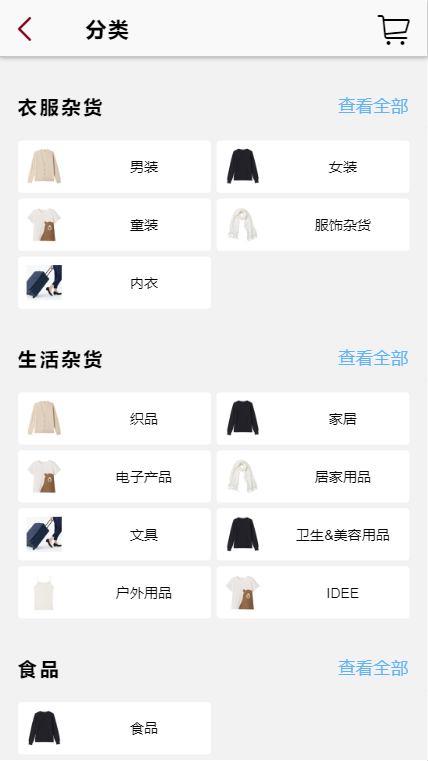 分类
衣服杂货 查看全部
男装 女装
童装 服饰杂货
内衣
生活杂货 查看全部
织品 家居
电子产品 居家用品
文具 卫生&美容用品
户外用品 IDEE
食品 查看全部
食品